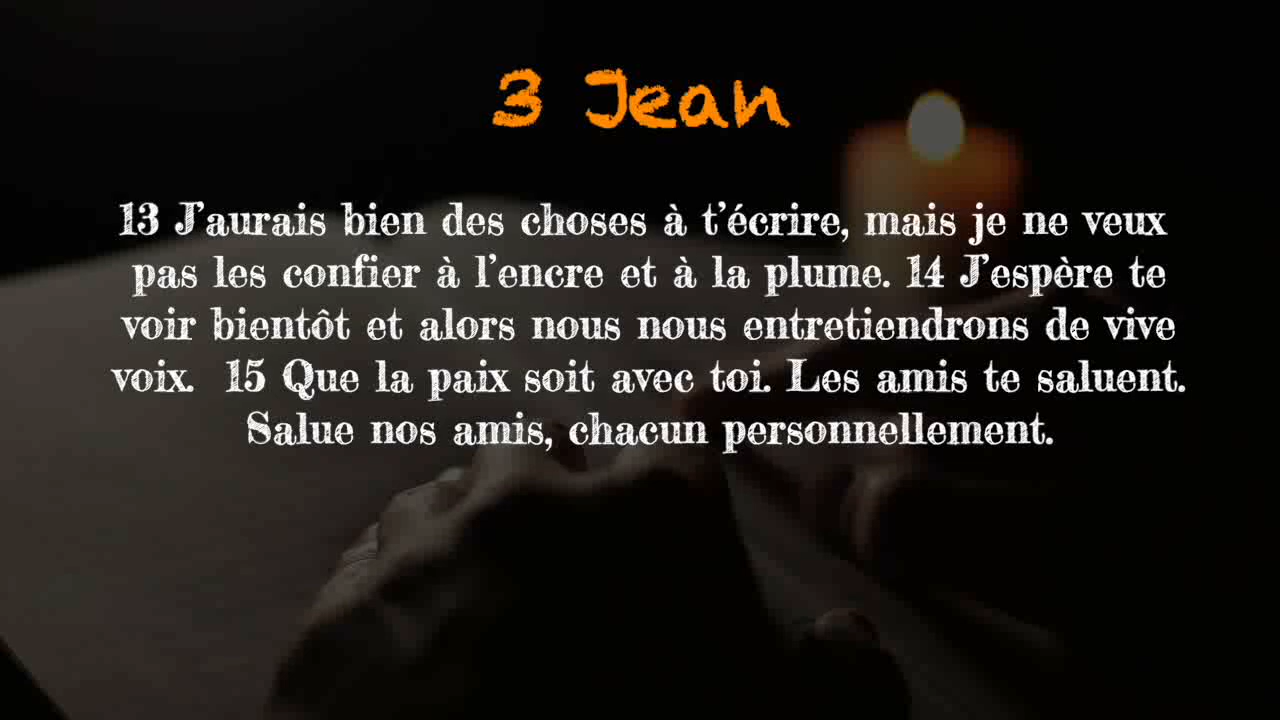 3 Jean
13 J'aurais bien des choses à t'écrire, mais je ne veux
pas les confier à l'encre et à la plume. 14 J'espère te
voir bientôt et alors nous nous entretiendrons de vive
voix.  15 Que la paix soit avec toi. Les amis te saluent.
Salue nos amis, chacun personnellement.